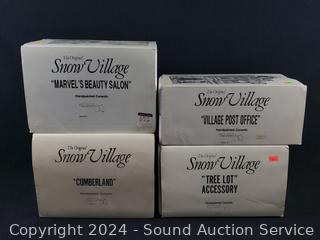 The Original
Snow Village
"MARVEL'S BEAUTY SALON"
Handpainted Ceramic
The Original
Snow Village
"VILLAGE POST OFFICE"
Handpainted Ceramic
The Original
Snow Village
"CUMBERLAND"
Handpainted Ceramic
The Original
Snow Village
"TREE LOT"
ACCESSORY
Handpainted Ceramic
Copyright 2024 - Sound Auction Service